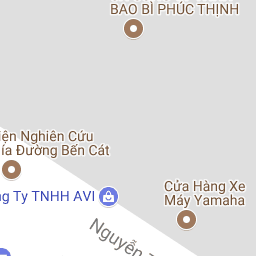 BAO BÌ PHÚC THỊNH
iện Nghiên Cứu
ía Đường Bến Cát
g Ty TNHH AVI
Cửa Hàng Xe
Máy Yamaha
Nguyễn